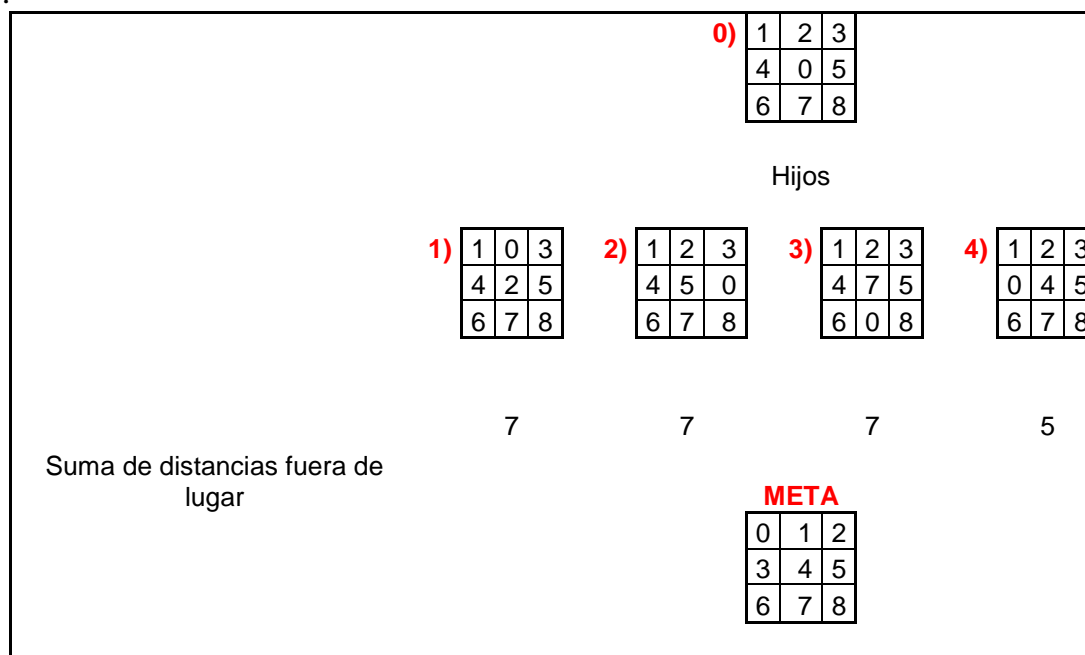 .
0) 1 2 3
4 0 5
6 7 8
Hijos
1) 1 0 3 2) 1 2 3 3) 1 2 3 4) 1 2 3
4 2 5 4 5 0 4 7 5 0 4 5
6 7 8 6 7 8 6 0 8 6 7 8
7 7 7 5
Suma de distancias fuera de
lugar
META
0 1 2
3 4 5
6 7 8